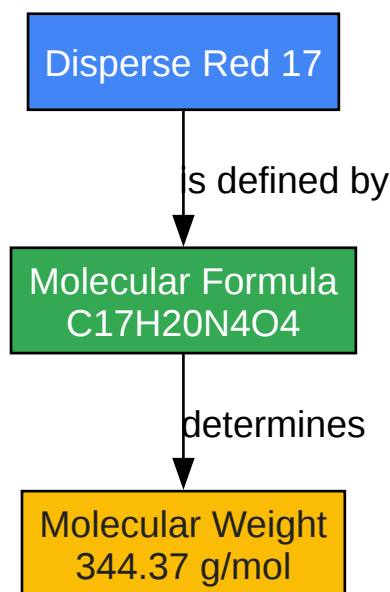 Disperse Red 17
is defined by
Molecular Formula
C17H20N4O4
determines
Molecular Weight
344.37 g/mol